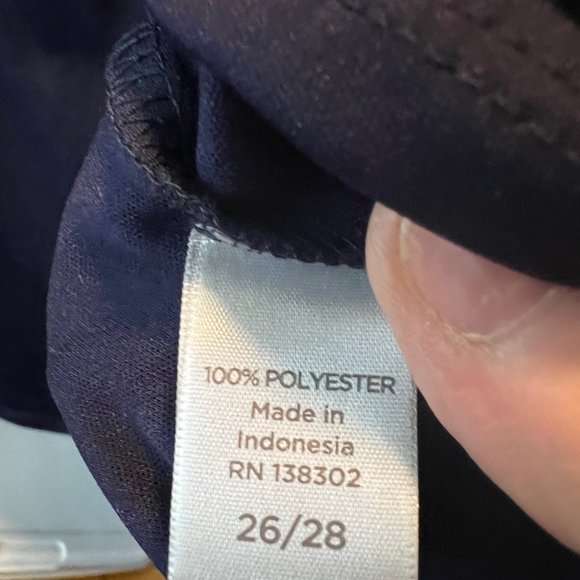 100% POLYESTER
Made in
Indonesia
RN 138302
26/28